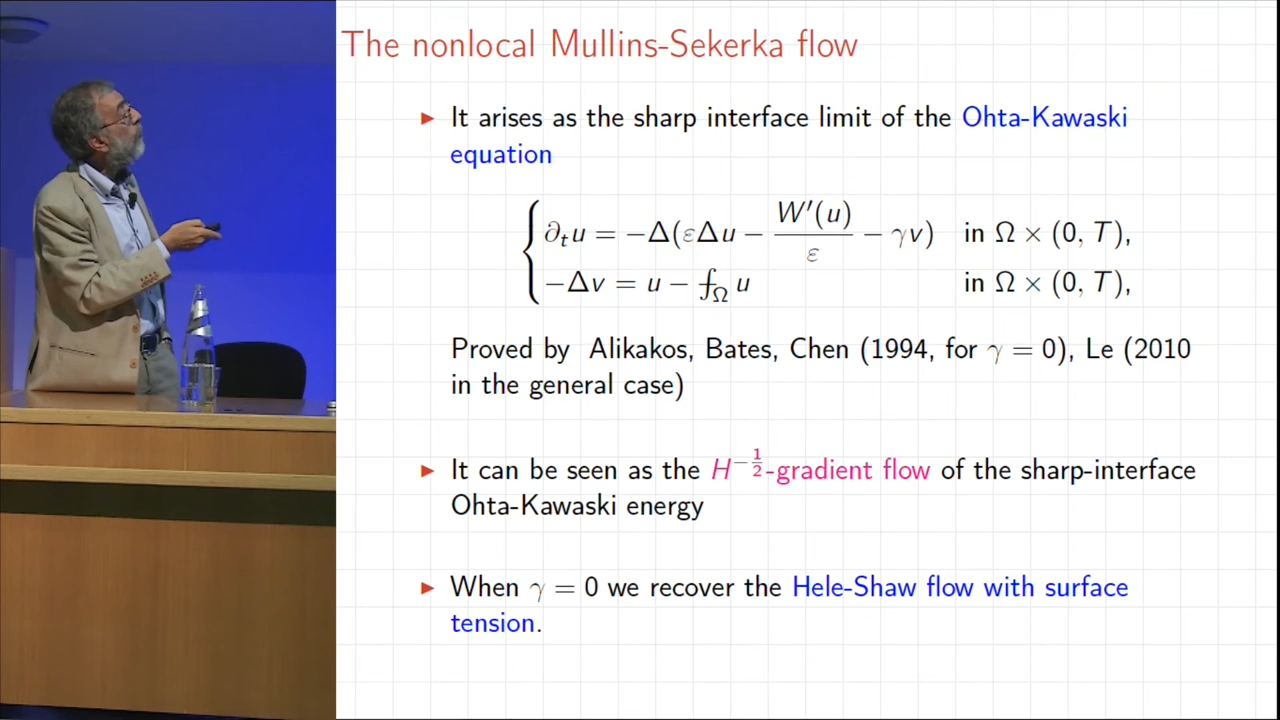 The nonlocal Mullins-Sekerka flow
▶ It arises as the sharp interface limit of the Ohta-Kawaski
equation
∂ₜu = −Δ(εΔu − W′(u)/ε − γv) in Ω × (0, T),
−Δv = u − ⨍_Ω u in Ω × (0, T),
Proved by Alikakos, Bates, Chen (1994, for γ = 0), Le (2010
in the general case)
▶ It can be seen as the H^{−1/2}-gradient flow of the sharp-interface
Ohta-Kawaski energy
▶ When γ = 0 we recover the Hele-Shaw flow with surface
tension.